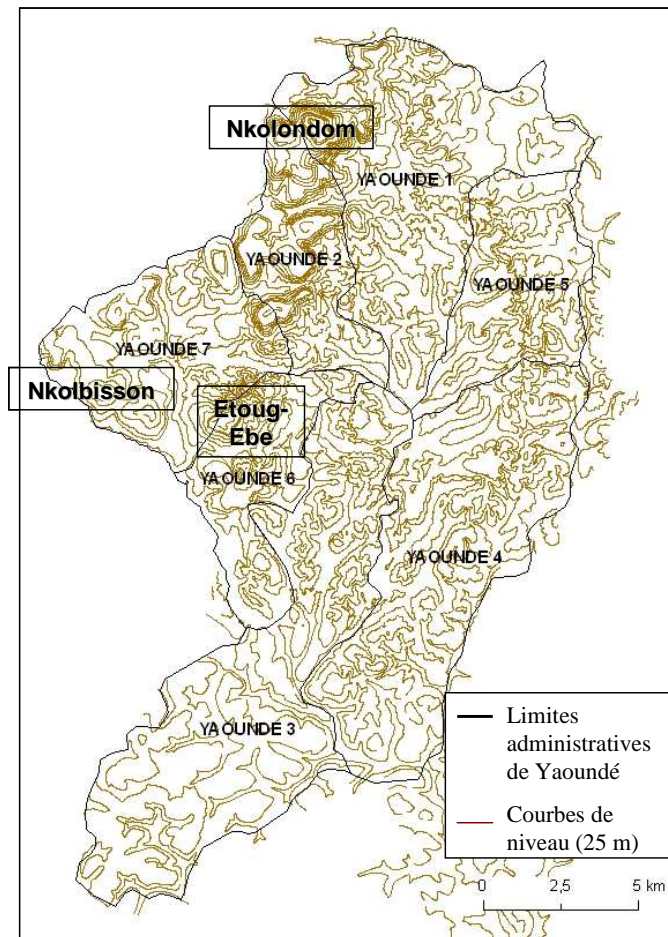 Nkolondom
YAOUNDE 1
YAOUNDE 2
YAOUNDE 5
YAOUNDE 7
Nkolbisson
Etoug-
Ebe
YAOUNDE 6
YAOUNDE 4
YAOUNDE 3
Limites
administratives
de Yaoundé
Courbes de
niveau (25 m)
0 2,5 5 km